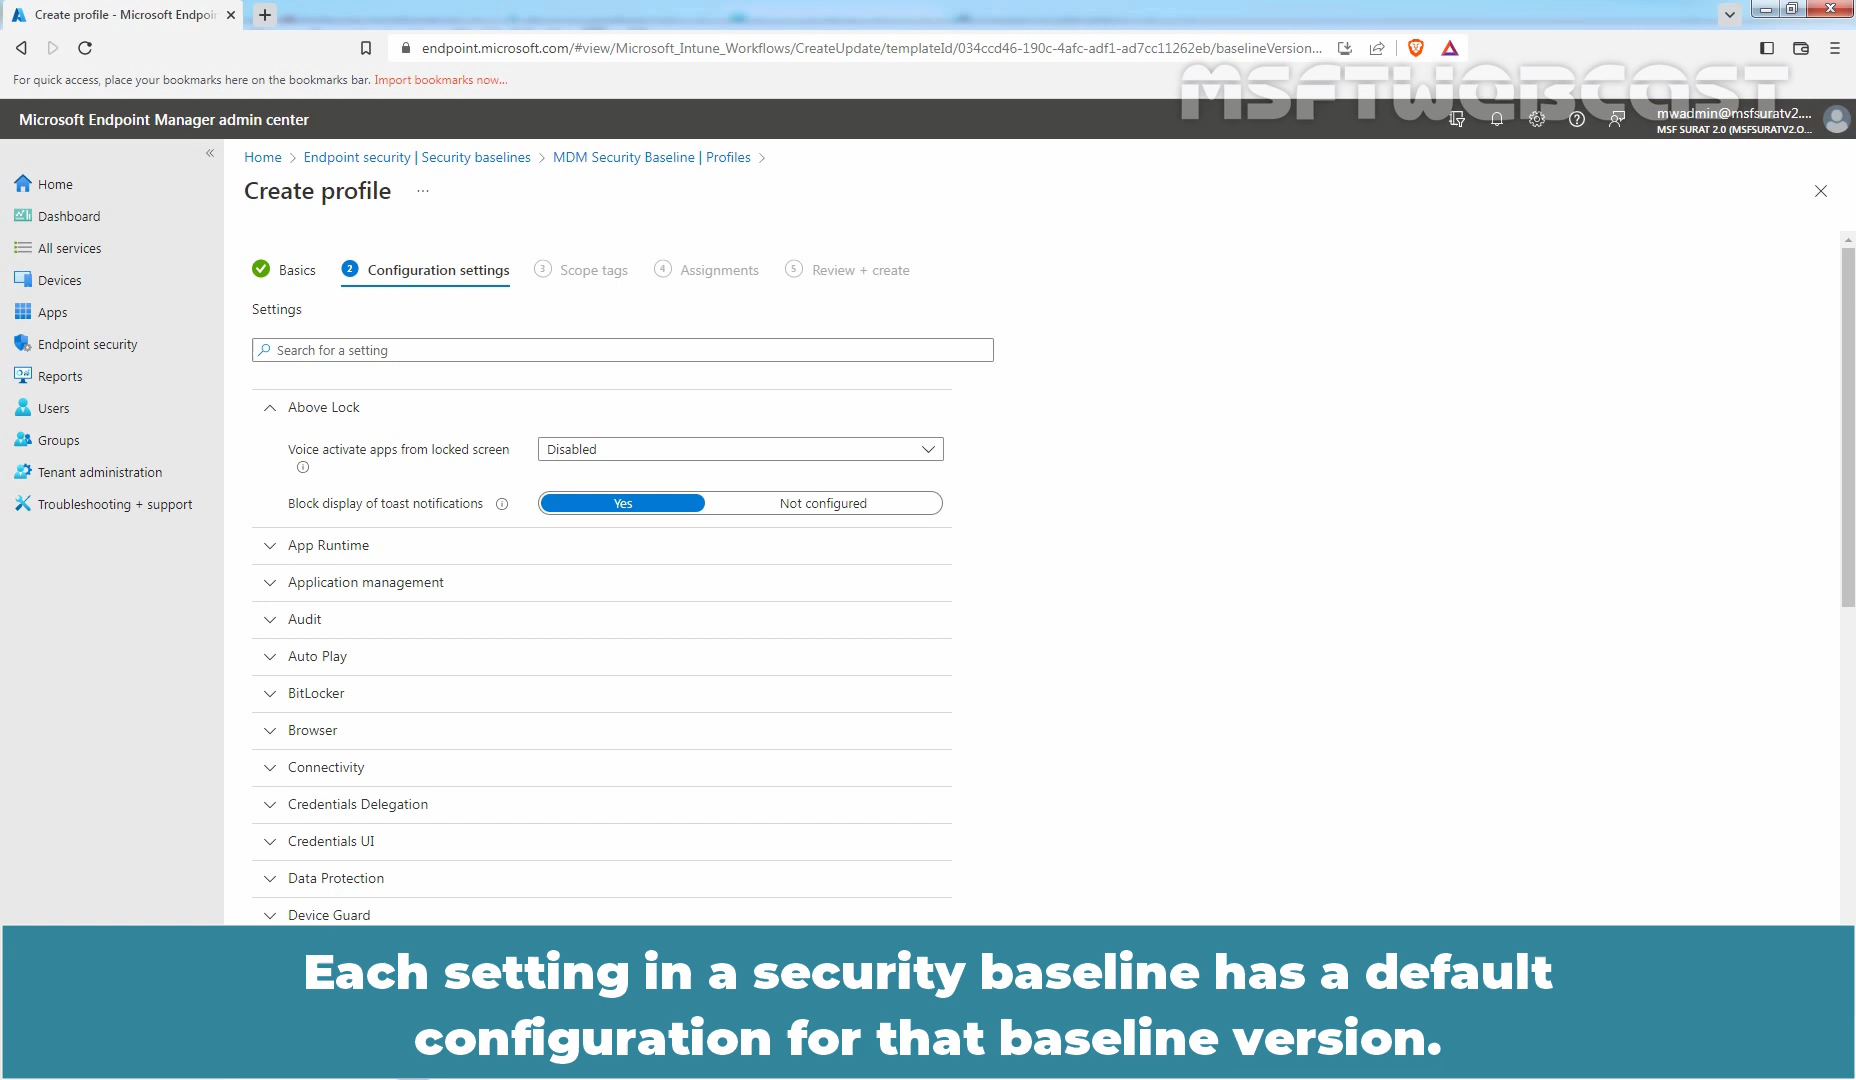 Create profile - Microsoft Endpoin
endpoint.microsoft.com/#view/Microsoft_Intune_Workflows/CreateUpdate/templateId/034ccd46-190c-4afc-adf1-ad7cc11262eb/baselineVersion...
For quick access, place your bookmarks here on the bookmarks bar. Import bookmarks now...
MSFTWEBCAST
Microsoft Endpoint Manager admin center
mwadmin@msfsuratv2....
MSF SURAT 2.0 (MSFSURATV2.O...
Home
Dashboard
All services
Devices
Apps
Endpoint security
Reports
Users
Groups
Tenant administration
Troubleshooting + support
Home > Endpoint security | Security baselines > MDM Security Baseline | Profiles >
Create profile ...
Basics 2 Configuration settings 3 Scope tags 4 Assignments 5 Review + create
Settings
Search for a setting
Above Lock
Voice activate apps from locked screen Disabled
Block display of toast notifications Yes Not configured
App Runtime
Application management
Audit
Auto Play
BitLocker
Browser
Connectivity
Credentials Delegation
Credentials UI
Data Protection
Device Guard
Each setting in a security baseline has a default
configuration for that baseline version.